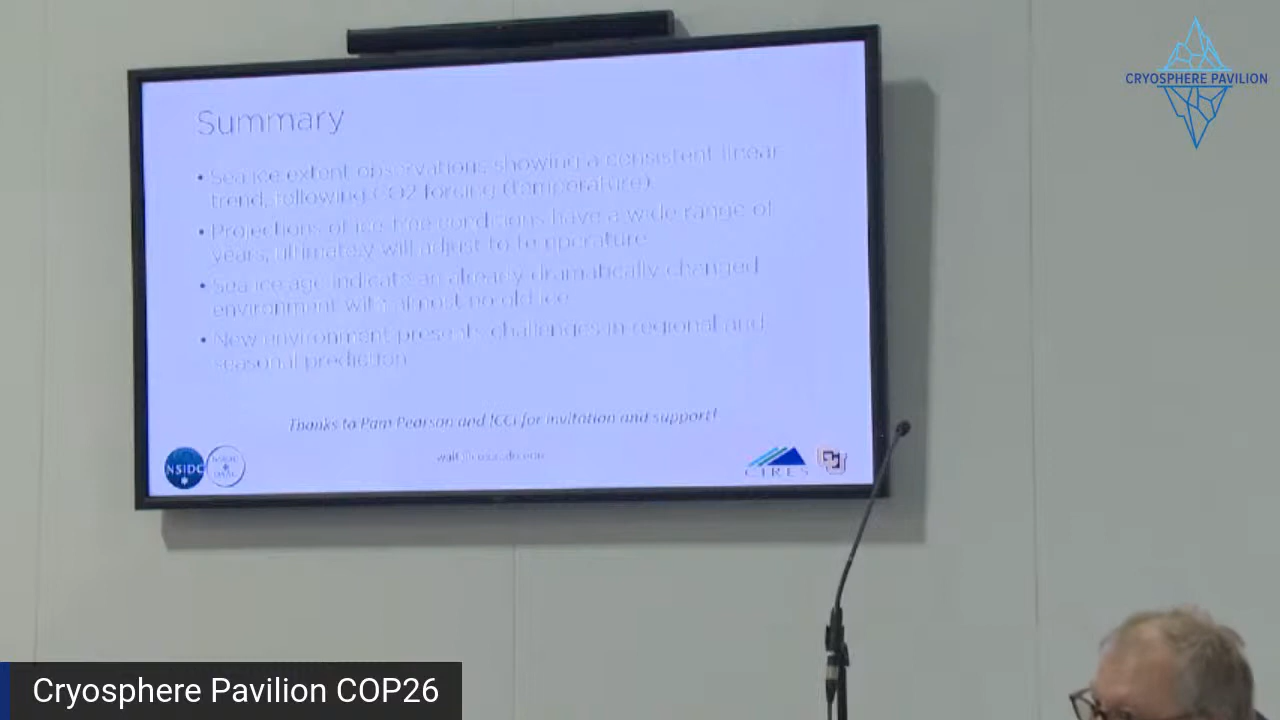 CRYOSPHERE PAVILION
Summary
• Sea ice extent observations showing a consistent linear
trend, following CO2 forcing (temperature)
• Projections of ice-free conditions have a wide range of
years, ultimately will adjust to temperature
• Sea ice age indicate an already dramatically changed
environment with almost no old ice
• New environment presents challenges in regional and
seasonal prediction
Thanks to Pam Pearson and ICCI for invitation and support!
NSIDC
CIRES
CU
Cryosphere Pavilion COP26